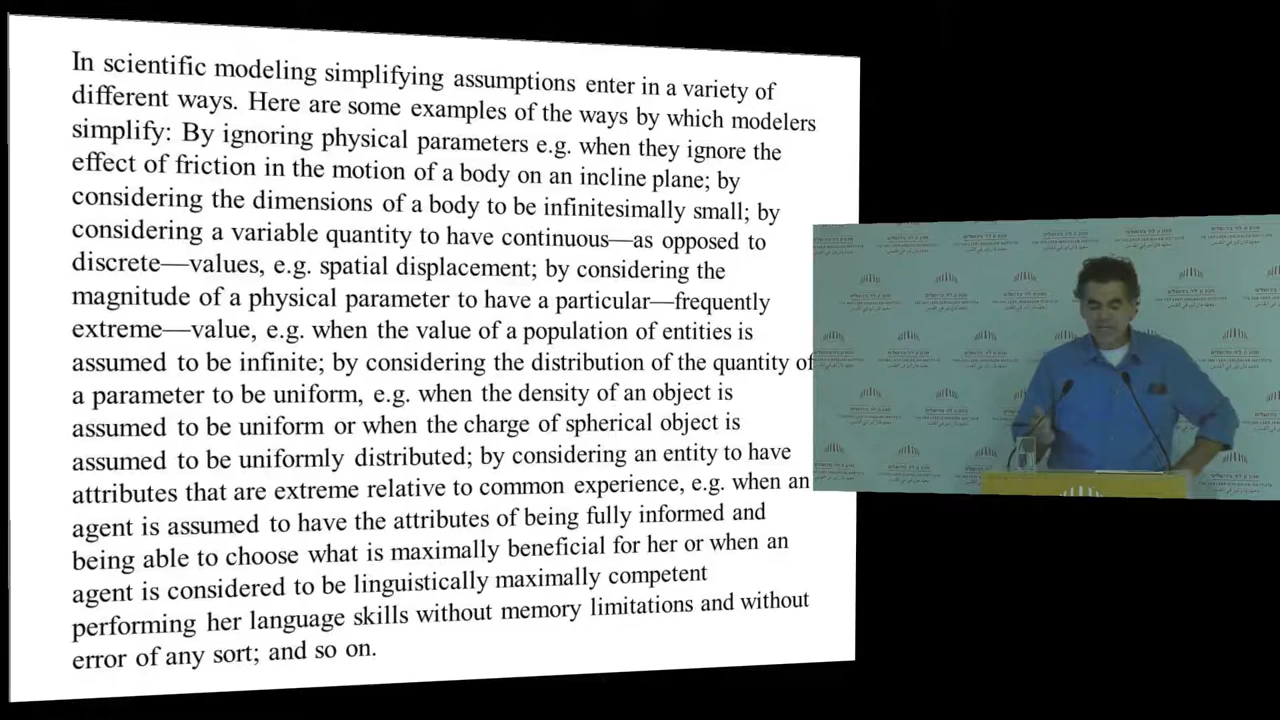 In scientific modeling simplifying assumptions enter in a variety of
different ways. Here are some examples of the ways by which modelers
simplify: By ignoring physical parameters e.g. when they ignore the
effect of friction in the motion of a body on an incline plane; by
considering the dimensions of a body to be infinitesimally small; by
considering a variable quantity to have continuous—as opposed to
discrete—values, e.g. spatial displacement; by considering the
magnitude of a physical parameter to have a particular—frequently
extreme—value, e.g. when the value of a population of entities is
assumed to be infinite; by considering the distribution of the quantity of
a parameter to be uniform, e.g. when the density of an object is
assumed to be uniform or when the charge of spherical object is
assumed to be uniformly distributed; by considering an entity to have
attributes that are extreme relative to common experience, e.g. when an
agent is assumed to have the attributes of being fully informed and
being able to choose what is maximally beneficial for her or when an
agent is considered to be linguistically maximally competent
performing her language skills without memory limitations and without
error of any sort; and so on.